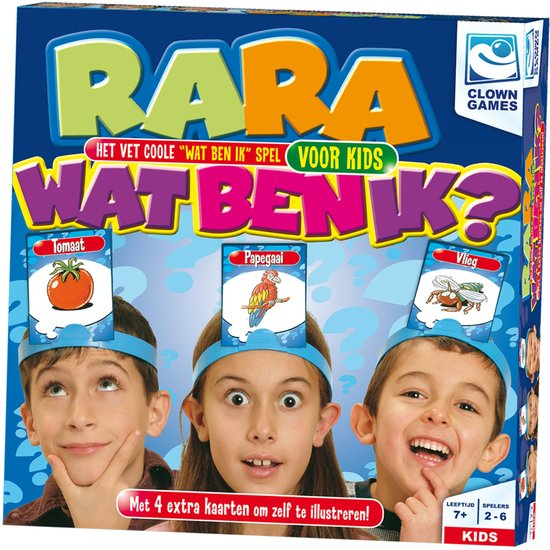 RARA
HET VET COOLE "WAT BEN IK" SPEL
VOOR KIDS
WAT BEN IK?
CLOWN
GAMES
Tomaat
Papegaai
Vlieg
Met 4 extra kaarten om zelf te illustreren!
LEEFTIJD
7+
SPELERS
2-6
KIDS